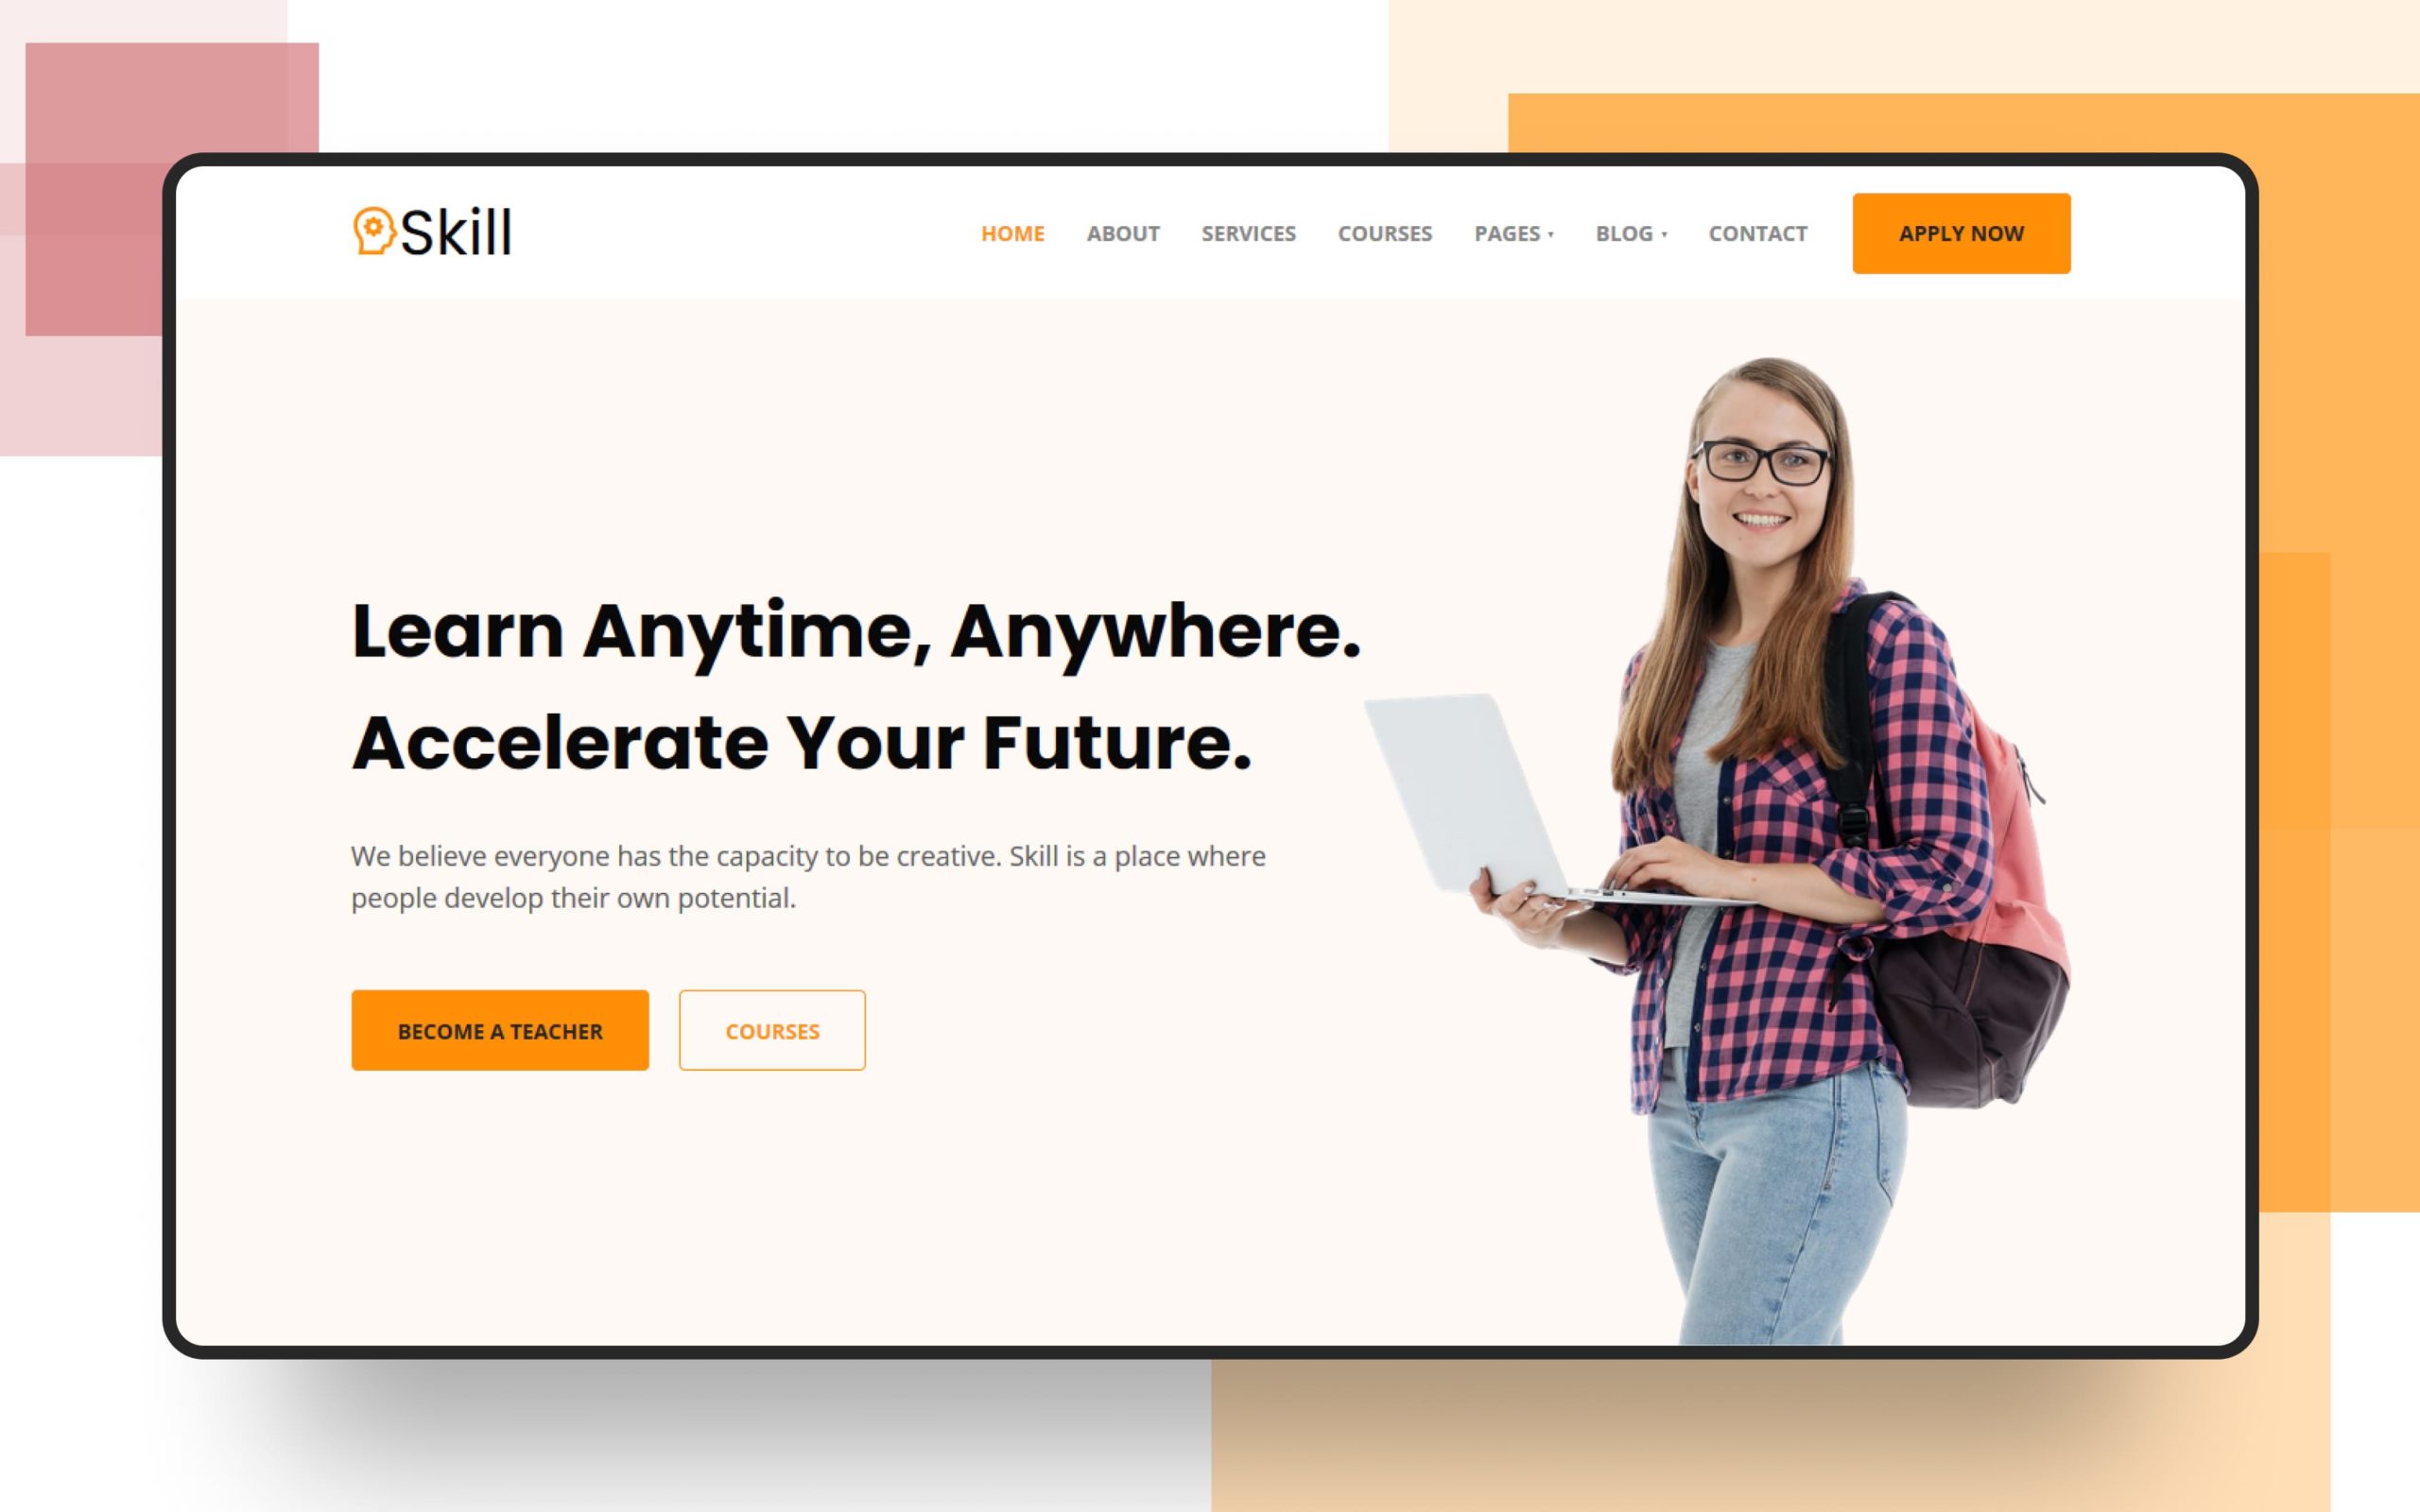 Skill
HOME ABOUT SERVICES COURSES PAGES BLOG CONTACT APPLY NOW
Learn Anytime, Anywhere.
Accelerate Your Future.
We believe everyone has the capacity to be creative. Skill is a place where
people develop their own potential.
BECOME A TEACHER COURSES